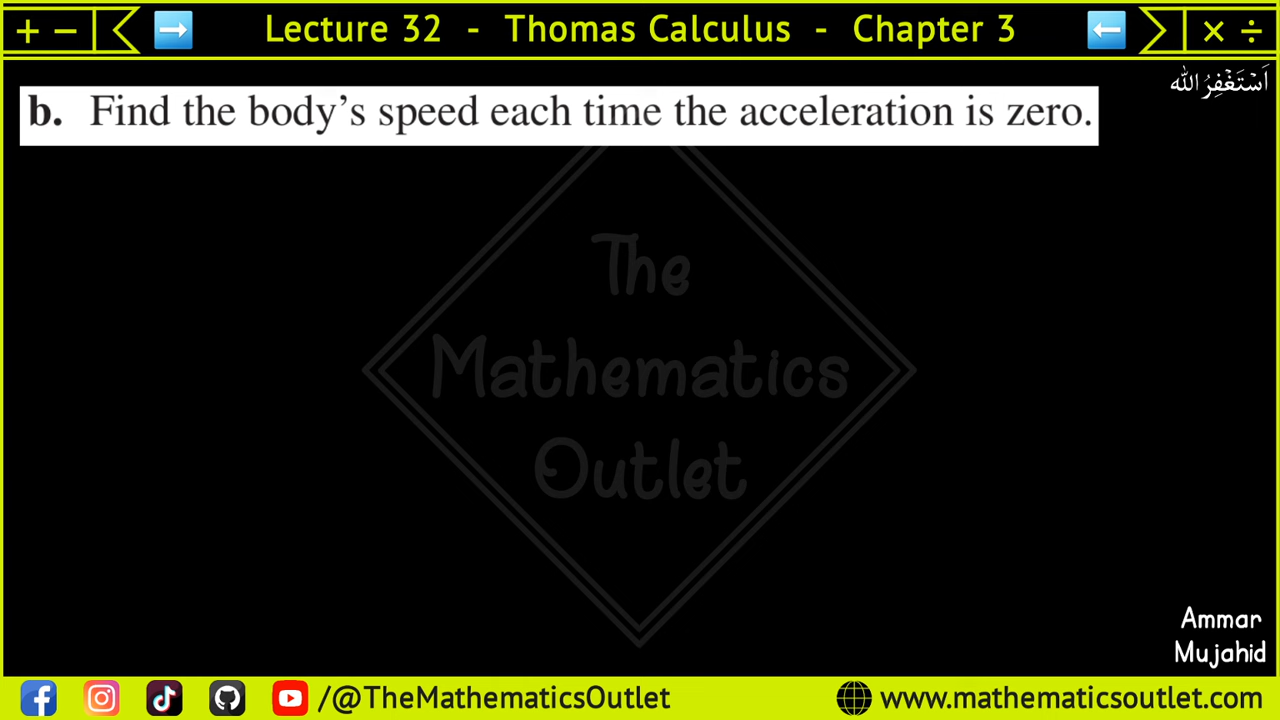 + − Lecture 32 - Thomas Calculus - Chapter 3 × ÷
اَسْتَغْفِرُ اللّٰه
b. Find the body’s speed each time the acceleration is zero.
The
Mathematics
Outlet
Ammar
Mujahid
/@TheMathematicsOutlet www.mathematicsoutlet.com